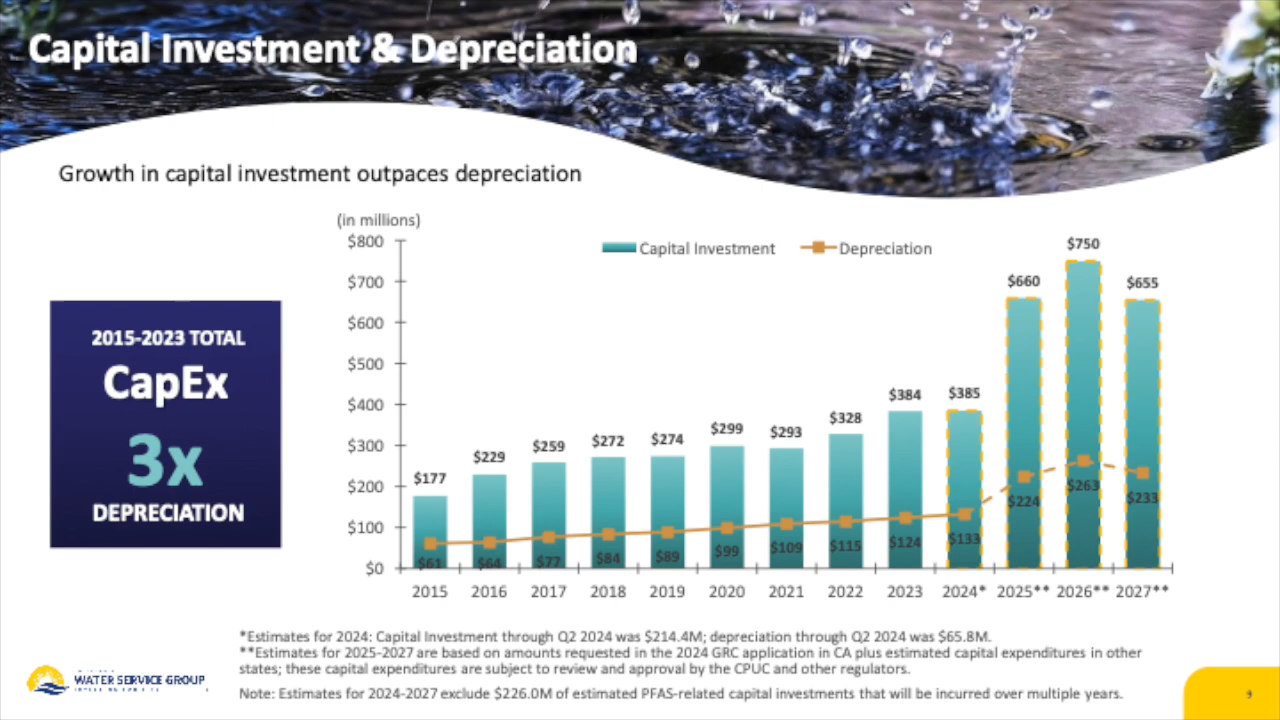 Capital Investment & Depreciation
Growth in capital investment outpaces depreciation
2015-2023 TOTAL
CapEx
3x
DEPRECIATION
(in millions)
Capital Investment Depreciation
$800
$700
$600
$500
$400
$300
$200
$100
$0
$177 $229 $259 $272 $274 $299 $293 $328 $384 $385 $660 $750 $655
$61 $64 $77 $84 $89 $99 $109 $115 $124 $133 $224 $263 $233
2015 2016 2017 2018 2019 2020 2021 2022 2023 2024* 2025** 2026** 2027**
*Estimates for 2024: Capital Investment through Q2 2024 was $214.4M; depreciation through Q2 2024 was $65.8M.
**Estimates for 2025-2027 are based on amounts requested in the 2024 GRC application in CA plus estimated capital expenditures in other
states; these capital expenditures are subject to review and approval by the CPUC and other regulators.
Note: Estimates for 2024-2027 exclude $226.0M of estimated PFAS-related capital investments that will be incurred over multiple years.
WATER SERVICE GROUP
9